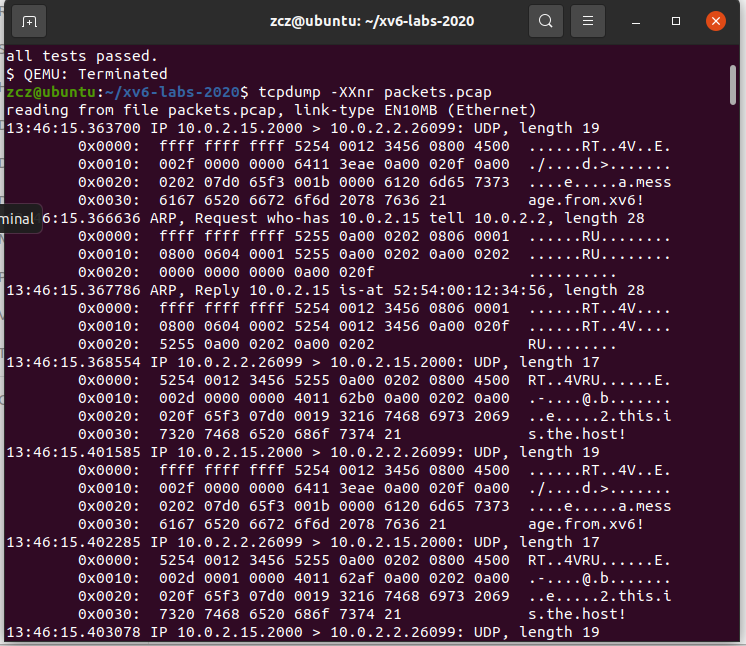 zcz@ubuntu: ~/xv6-labs-2020
all tests passed.
$ QEMU: Terminated
zcz@ubuntu:~/xv6-labs-2020$ tcpdump -XXnr packets.pcap
reading from file packets.pcap, link-type EN10MB (Ethernet)
13:46:15.363700 IP 10.0.2.15.2000 > 10.0.2.2.26099: UDP, length 19
0x0000: ffff ffff ffff 5254 0012 3456 0800 4500 ......RT..4V..E.
0x0010: 002f 0000 0000 6411 3eae 0a00 020f 0a00 ./....d.>.......
0x0020: 0202 07d0 65f3 001b 0000 6120 6d65 7373 ....e.....a.mess
0x0030: 6167 6520 6672 6f6d 2078 7636 21 age.from.xv6!
minal
6:15.366636 ARP, Request who-has 10.0.2.15 tell 10.0.2.2, length 28
0x0000: ffff ffff ffff 5255 0a00 0202 0806 0001 ......RU........
0x0010: 0800 0604 0001 5255 0a00 0202 0a00 0202 ......RU........
0x0020: 0000 0000 0000 0a00 020f ..........
13:46:15.367786 ARP, Reply 10.0.2.15 is-at 52:54:00:12:34:56, length 28
0x0000: ffff ffff ffff 5254 0012 3456 0806 0001 ......RT..4V....
0x0010: 0800 0604 0002 5254 0012 3456 0a00 020f ......RT..4V....
0x0020: 5255 0a00 0202 0a00 0202 RU........
13:46:15.368554 IP 10.0.2.2.26099 > 10.0.2.15.2000: UDP, length 17
0x0000: 5254 0012 3456 5255 0a00 0202 0800 4500 RT..4VRU......E.
0x0010: 002d 0000 0000 4011 62b0 0a00 0202 0a00 .-....@.b.......
0x0020: 020f 65f3 07d0 0019 3216 7468 6973 2069 ..e.....2.this.i
0x0030: 7320 7468 6520 686f 7374 21 s.the.host!
13:46:15.401585 IP 10.0.2.15.2000 > 10.0.2.2.26099: UDP, length 19
0x0000: ffff ffff ffff 5254 0012 3456 0800 4500 ......RT..4V..E.
0x0010: 002f 0000 0000 6411 3eae 0a00 020f 0a00 ./....d.>.......
0x0020: 0202 07d0 65f3 001b 0000 6120 6d65 7373 ....e.....a.mess
0x0030: 6167 6520 6672 6f6d 2078 7636 21 age.from.xv6!
13:46:15.402285 IP 10.0.2.2.26099 > 10.0.2.15.2000: UDP, length 17
0x0000: 5254 0012 3456 5255 0a00 0202 0800 4500 RT..4VRU......E.
0x0010: 002d 0001 0000 4011 62af 0a00 0202 0a00 .-....@.b.......
0x0020: 020f 65f3 07d0 0019 3216 7468 6973 2069 ..e.....2.this.i
0x0030: 7320 7468 6520 686f 7374 21 s.the.host!
13:46:15.403078 IP 10.0.2.15.2000 > 10.0.2.2.26099: UDP, length 19